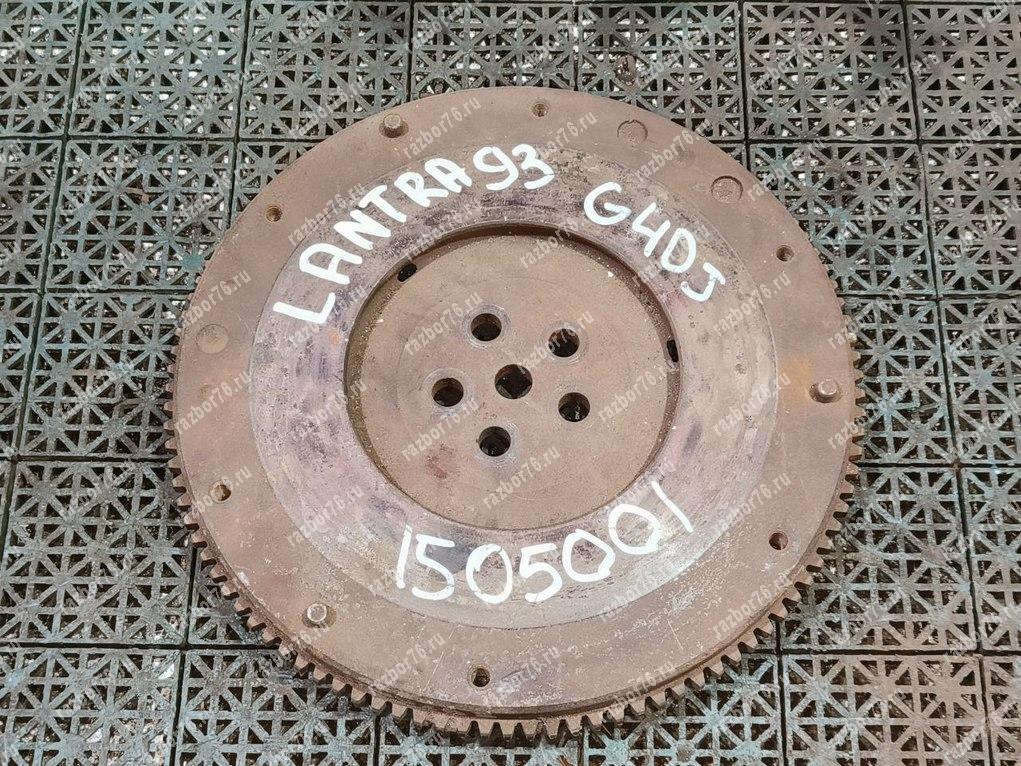 LANTRA 93 G4DJ
1505001
razbor76.ru